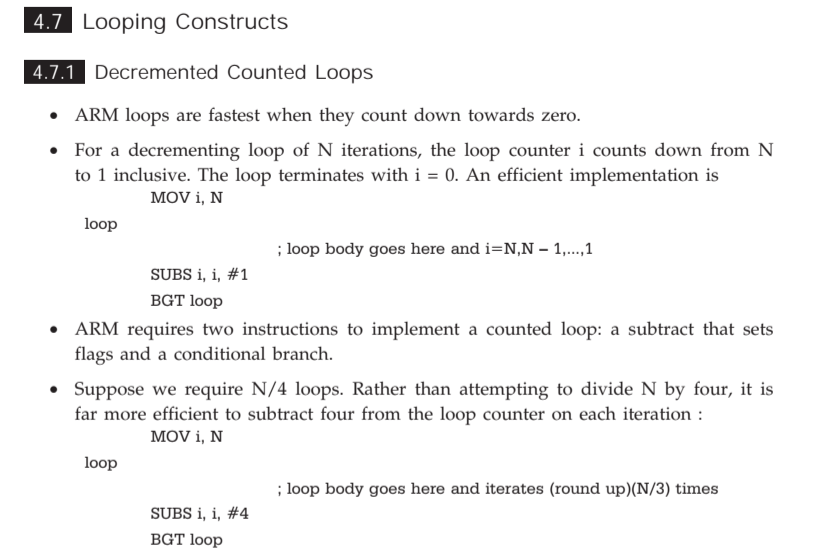 4.7 Looping Constructs
4.7.1 Decremented Counted Loops
• ARM loops are fastest when they count down towards zero.
• For a decrementing loop of N iterations, the loop counter i counts down from N
to 1 inclusive. The loop terminates with i = 0. An efficient implementation is
MOV i, N
loop
; loop body goes here and i=N,N – 1,...,1
SUBS i, i, #1
BGT loop
• ARM requires two instructions to implement a counted loop: a subtract that sets
flags and a conditional branch.
• Suppose we require N/4 loops. Rather than attempting to divide N by four, it is
far more efficient to subtract four from the loop counter on each iteration :
MOV i, N
loop
; loop body goes here and iterates (round up)(N/3) times
SUBS i, i, #4
BGT loop